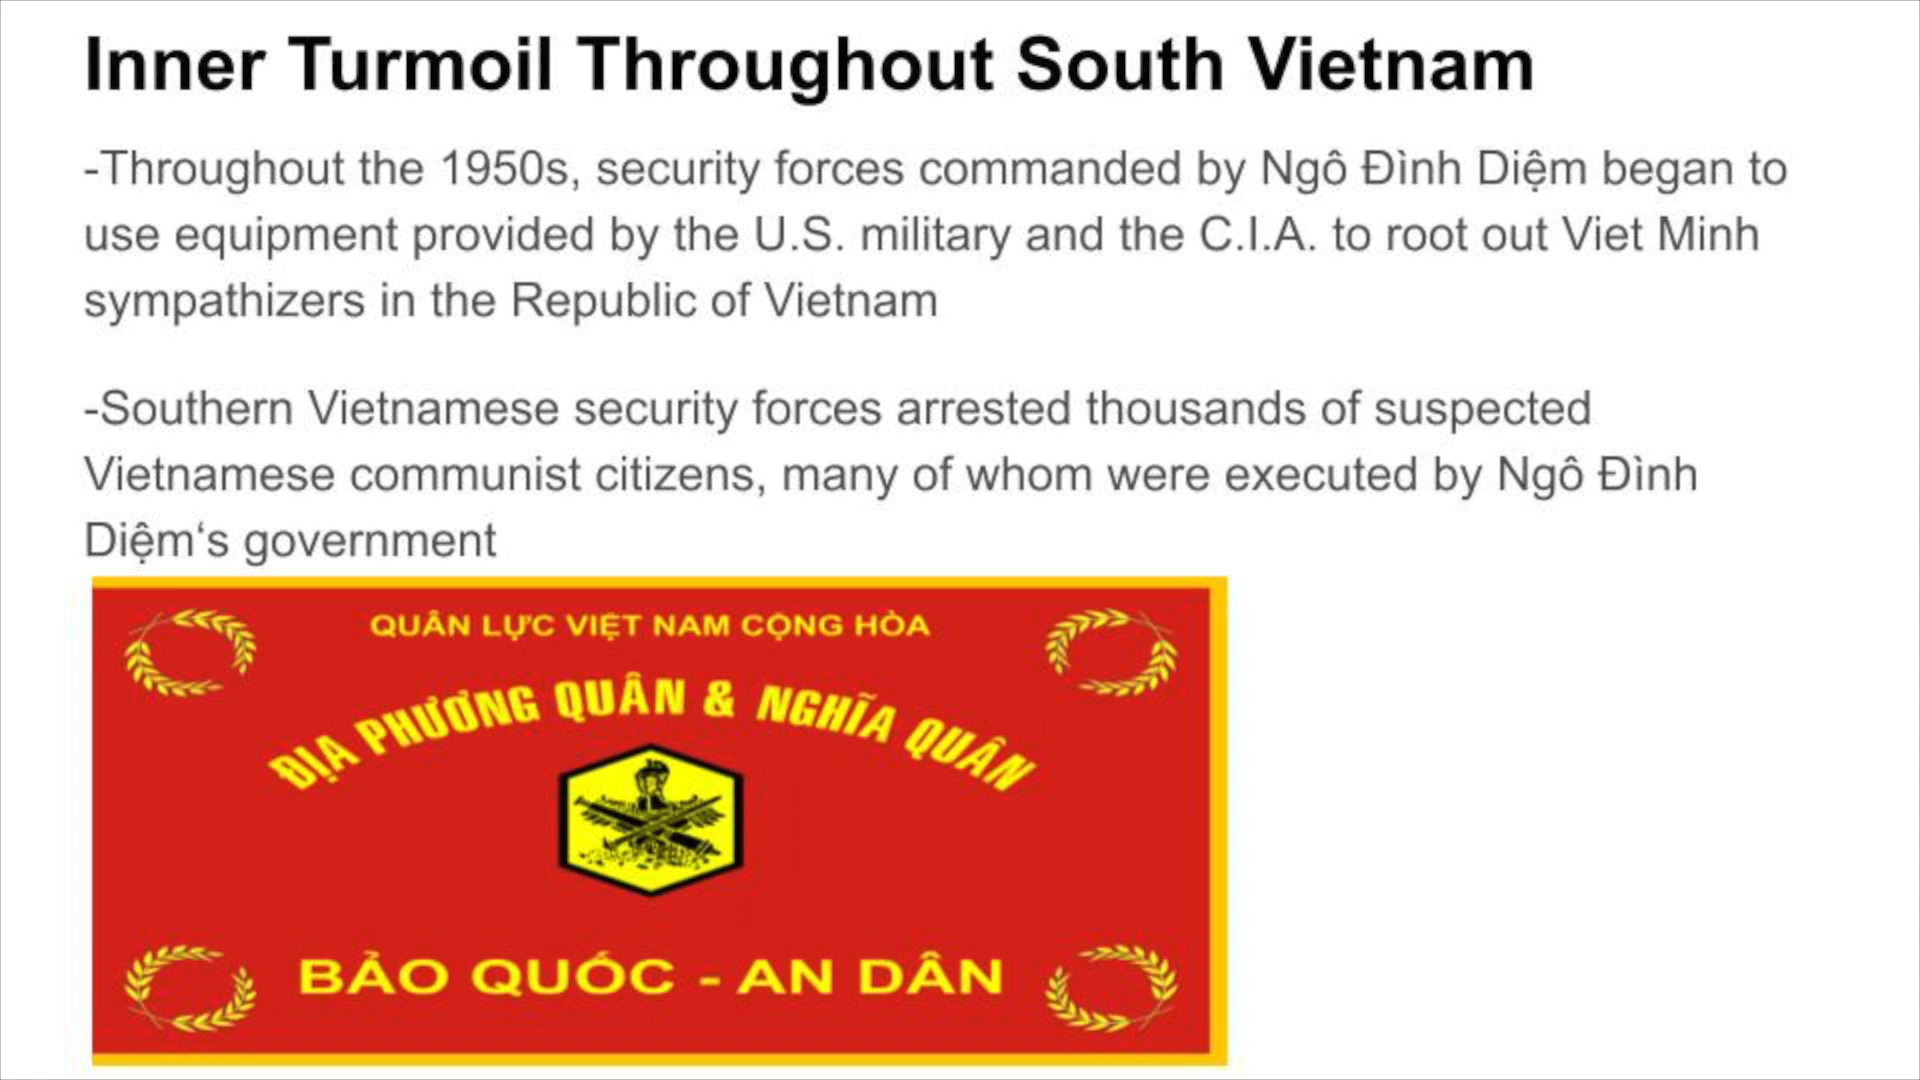 Inner Turmoil Throughout South Vietnam
-Throughout the 1950s, security forces commanded by Ngô Đình Diệm began to
use equipment provided by the U.S. military and the C.I.A. to root out Viet Minh
sympathizers in the Republic of Vietnam
-Southern Vietnamese security forces arrested thousands of suspected
Vietnamese communist citizens, many of whom were executed by Ngô Đình
Diệm‘s government
QUÂN LỰC VIỆT NAM CỘNG HÒA
ĐỊA PHƯƠNG QUÂN & NGHĨA QUÂN
BẢO QUỐC - AN DÂN